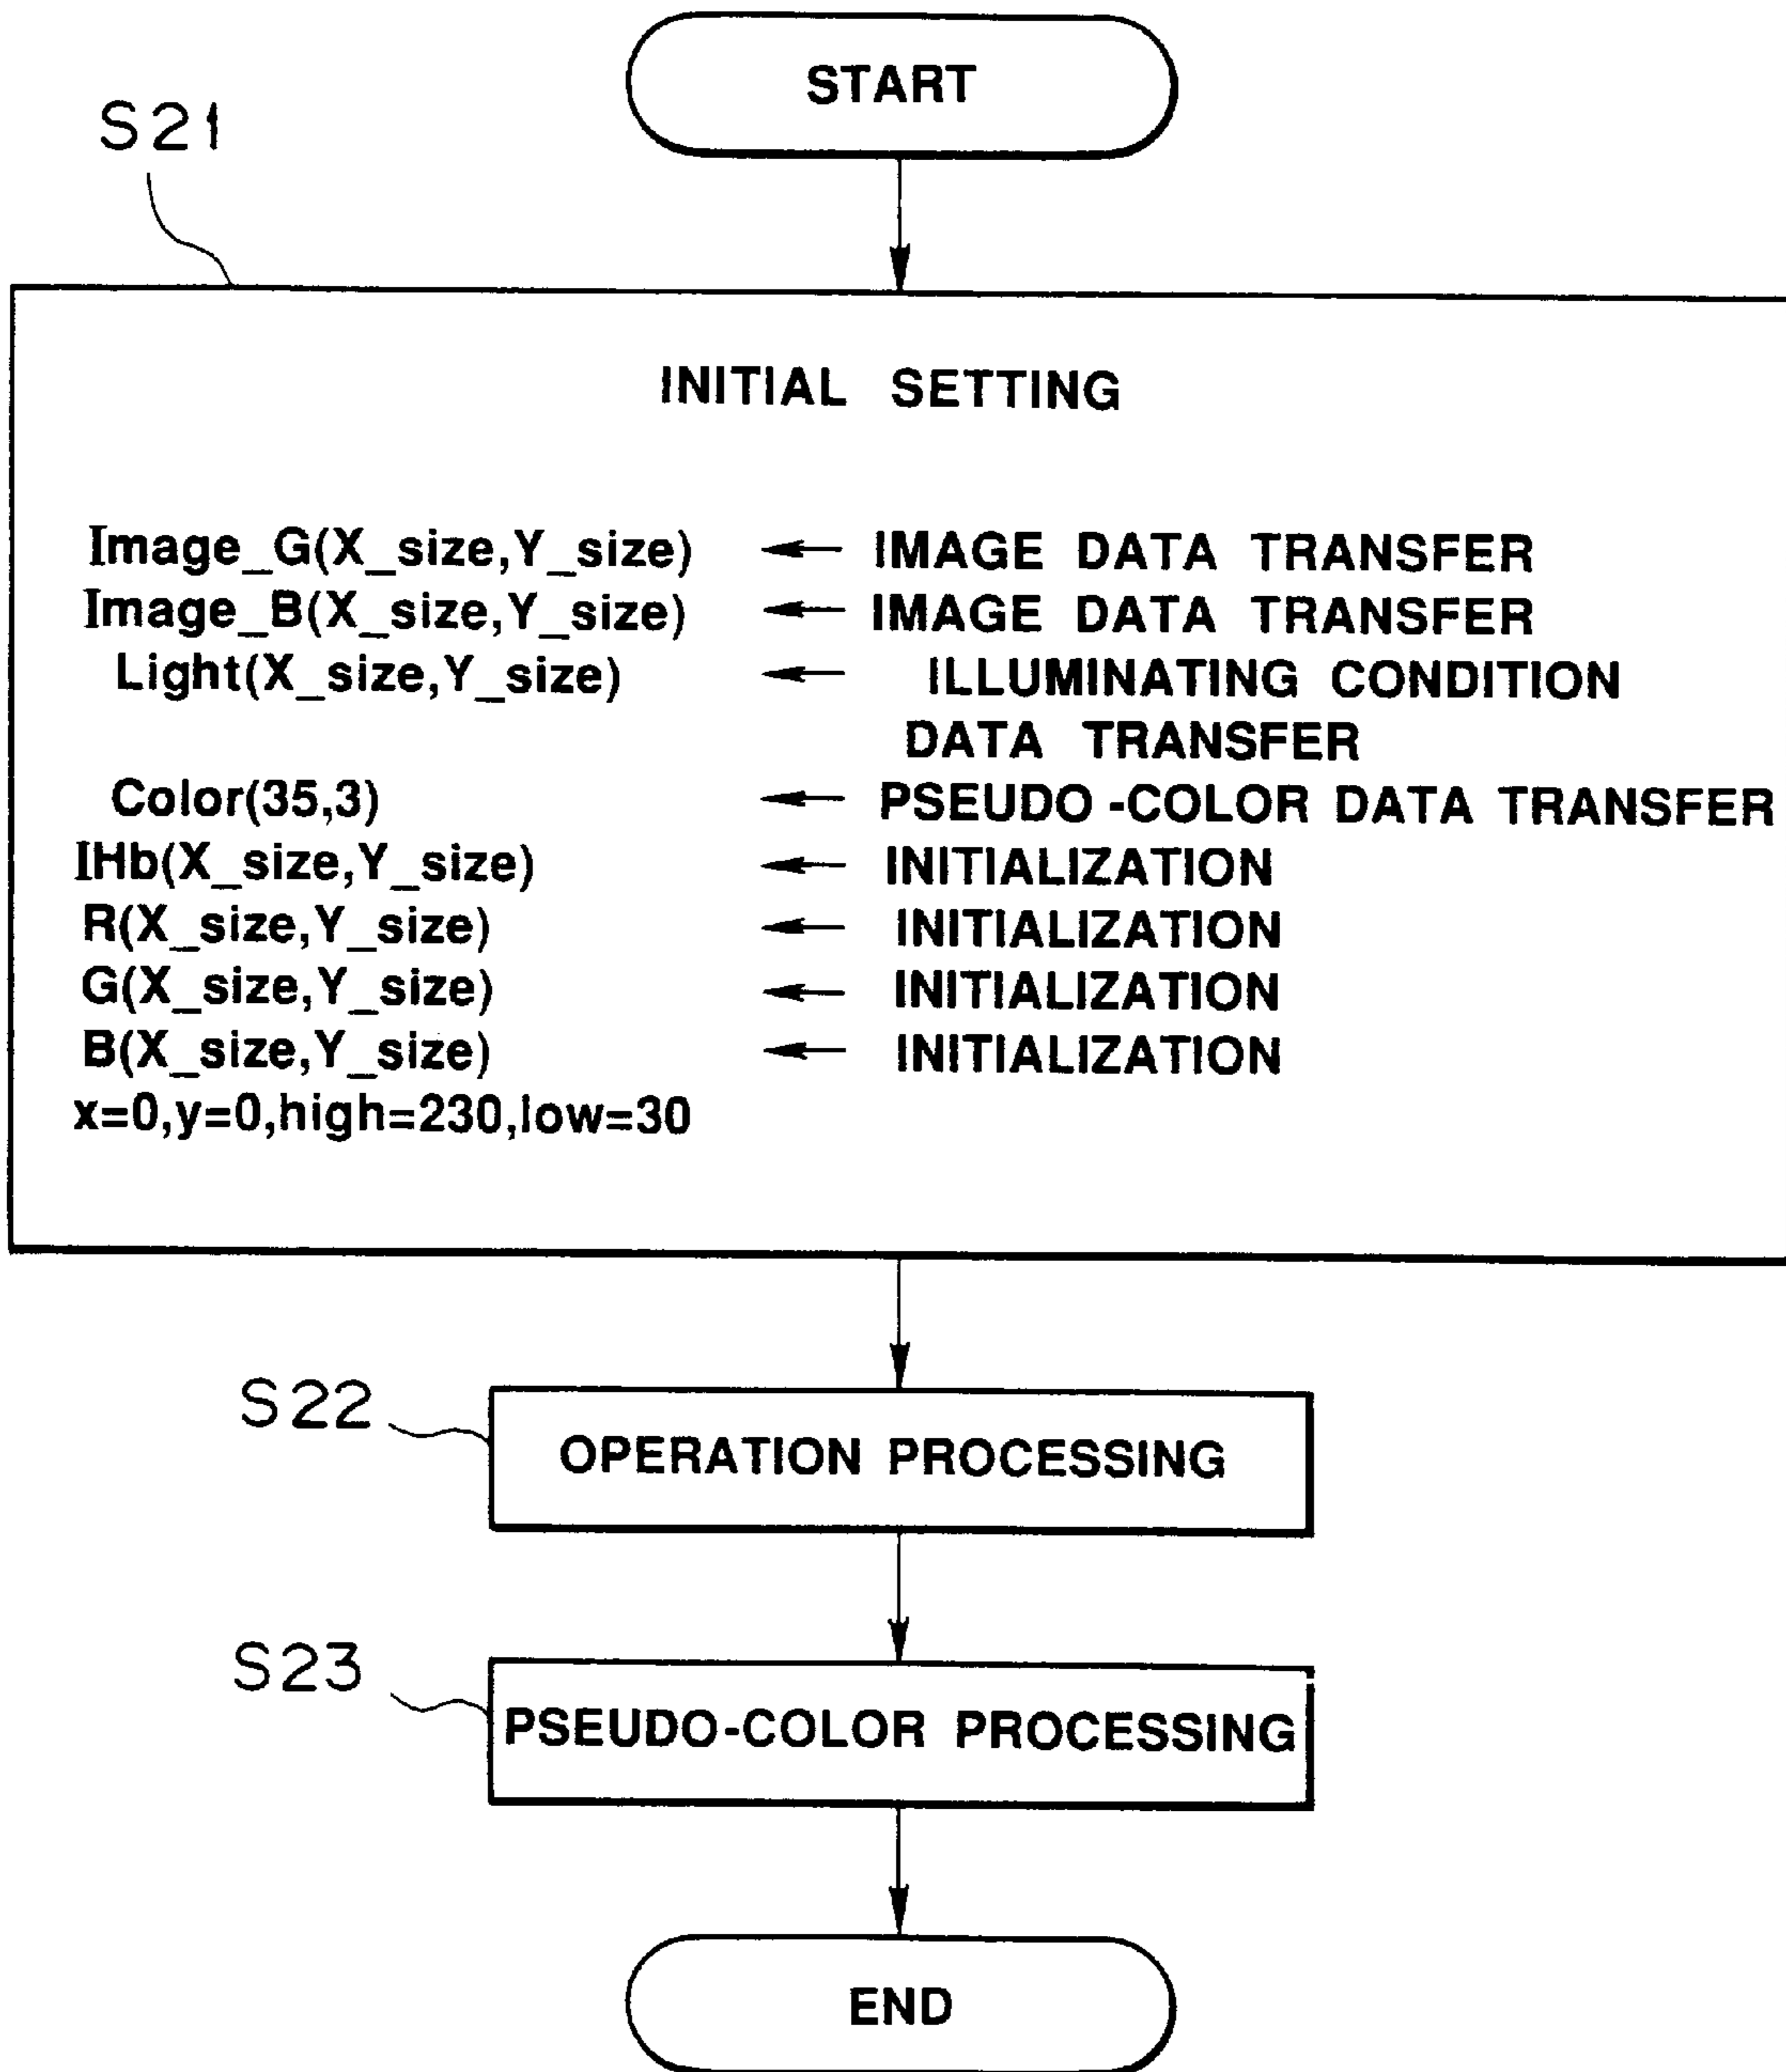 START
S21
INITIAL SETTING
Image_G(X_size,Y_size) ← IMAGE DATA TRANSFER
Image_B(X_size,Y_size) ← IMAGE DATA TRANSFER
Light(X_size,Y_size) ← ILLUMINATING CONDITION
DATA TRANSFER
Color(35,3) ← PSEUDO-COLOR DATA TRANSFER
IHb(X_size,Y_size) ← INITIALIZATION
R(X_size,Y_size) ← INITIALIZATION
G(X_size,Y_size) ← INITIALIZATION
B(X_size,Y_size) ← INITIALIZATION
x=0,y=0,high=230,low=30
S22
OPERATION PROCESSING
S23
PSEUDO-COLOR PROCESSING
END